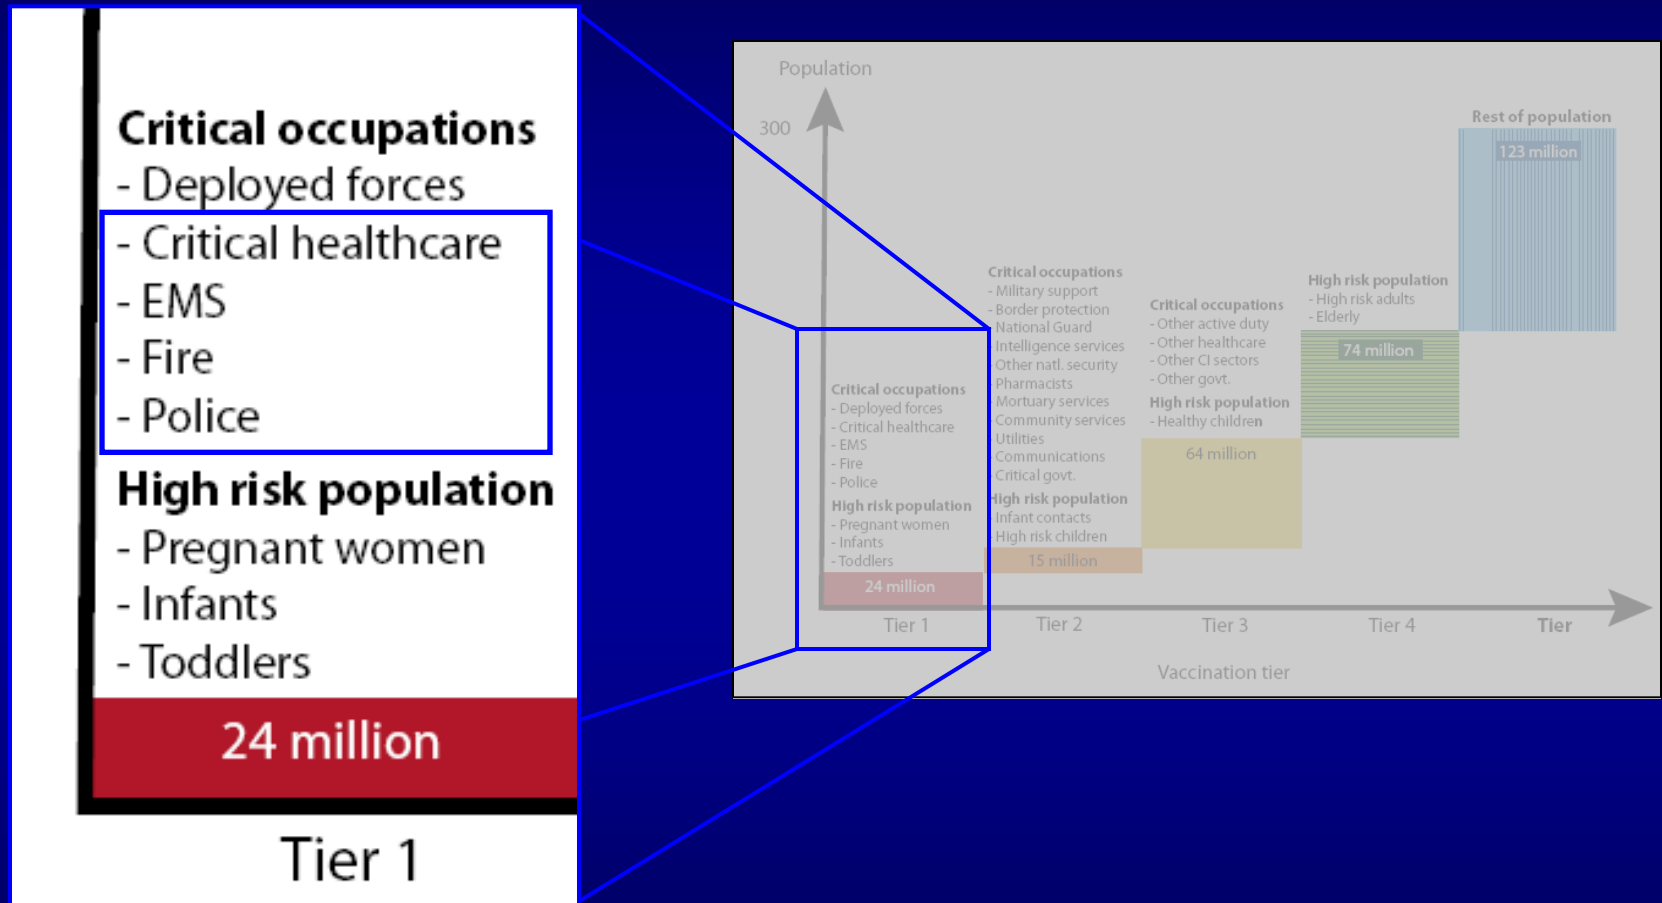 Critical occupations
- Deployed forces
- Critical healthcare
- EMS
- Fire
- Police
High risk population
- Pregnant women
- Infants
- Toddlers
24 million
Tier 1
Population
300
Critical occupations
- Deployed forces
- Critical healthcare
- EMS
- Fire
- Police
High risk population
- Pregnant women
- Infants
- Toddlers
24 million
Critical occupations
- Military support
- Border protection
- National Guard
- Intelligence services
- Other natl. security
- Pharmacists
- Mortuary services
- Community services
- Utilities
- Communications
- Critical govt.
High risk population
- Infant contacts
- High risk children
15 million
Critical occupations
- Other active duty
- Other healthcare
- Other CI sectors
- Other govt.
High risk population
- Healthy children
64 million
High risk population
- High risk adults
- Elderly
74 million
Rest of population
123 million
Tier 1
Tier 2
Tier 3
Tier 4
Tier
Vaccination tier